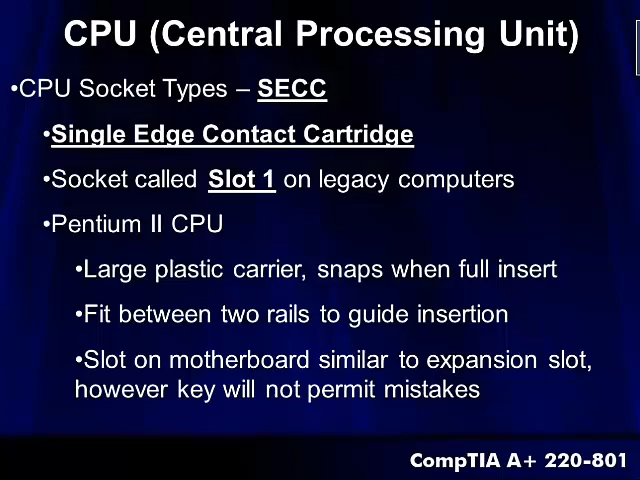 CPU (Central Processing Unit)
•CPU Socket Types – SECC
•Single Edge Contact Cartridge
•Socket called Slot 1 on legacy computers
•Pentium II CPU
•Large plastic carrier, snaps when full insert
•Fit between two rails to guide insertion
•Slot on motherboard similar to expansion slot,
however key will not permit mistakes
CompTIA A+ 220-801